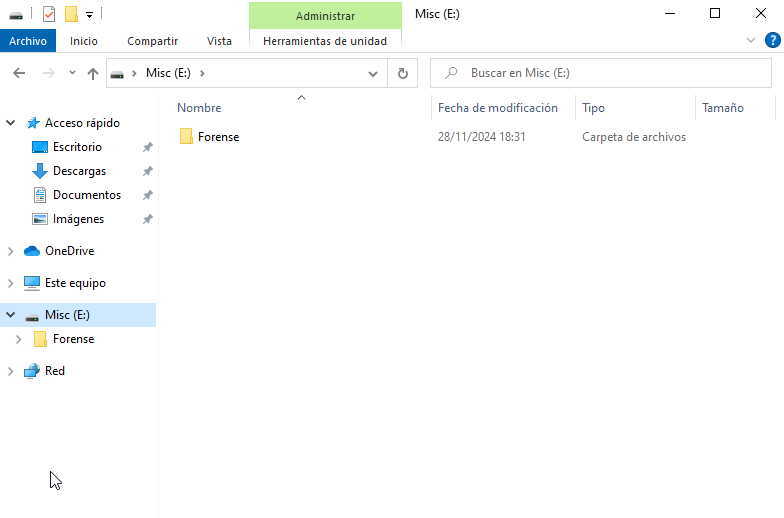 Administrar Misc (E:)
Archivo Inicio Compartir Vista Herramientas de unidad
Misc (E:) Buscar en Misc (E:)
Nombre Fecha de modificación Tipo Tamaño
Forense 28/11/2024 18:31 Carpeta de archivos
Acceso rápido
Escritorio
Descargas
Documentos
Imágenes
OneDrive
Este equipo
Misc (E:)
Forense
Red